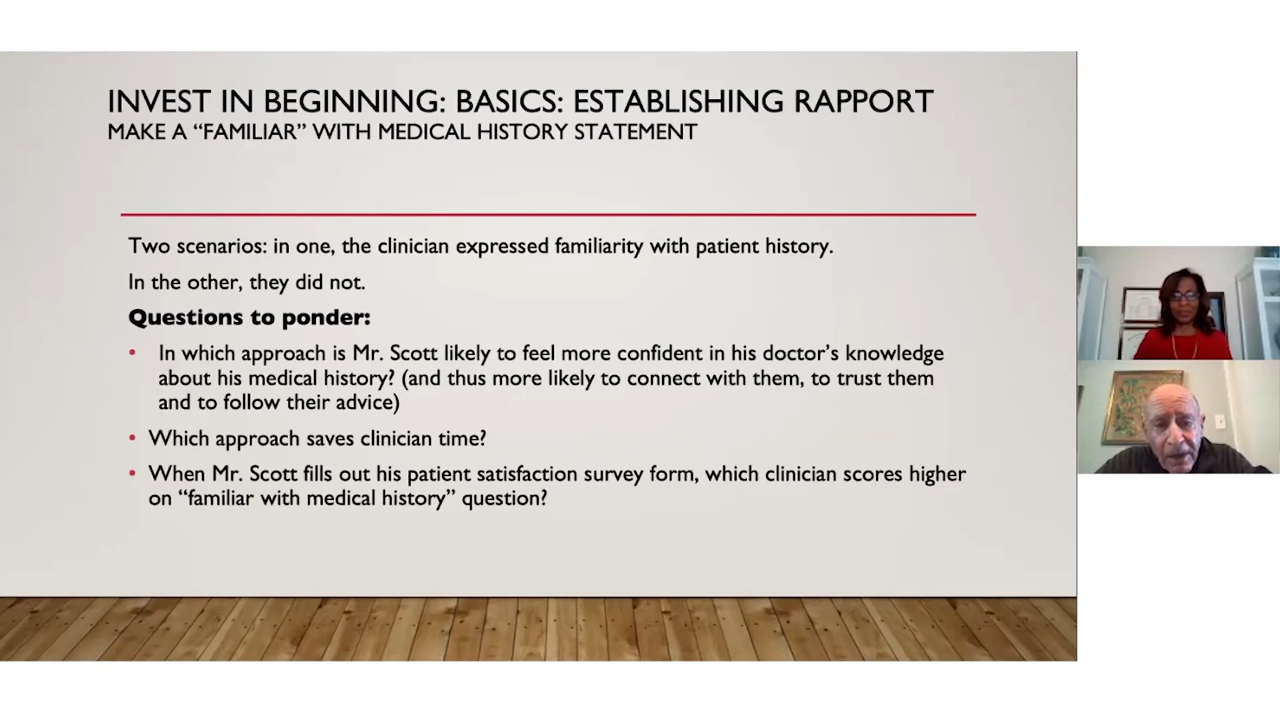 INVEST IN BEGINNING: BASICS: ESTABLISHING RAPPORT
MAKE A “FAMILIAR” WITH MEDICAL HISTORY STATEMENT
Two scenarios: in one, the clinician expressed familiarity with patient history.
In the other, they did not.
Questions to ponder:
• In which approach is Mr. Scott likely to feel more confident in his doctor’s knowledge
about his medical history? (and thus more likely to connect with them, to trust them
and to follow their advice)
• Which approach saves clinician time?
• When Mr. Scott fills out his patient satisfaction survey form, which clinician scores higher
on “familiar with medical history” question?